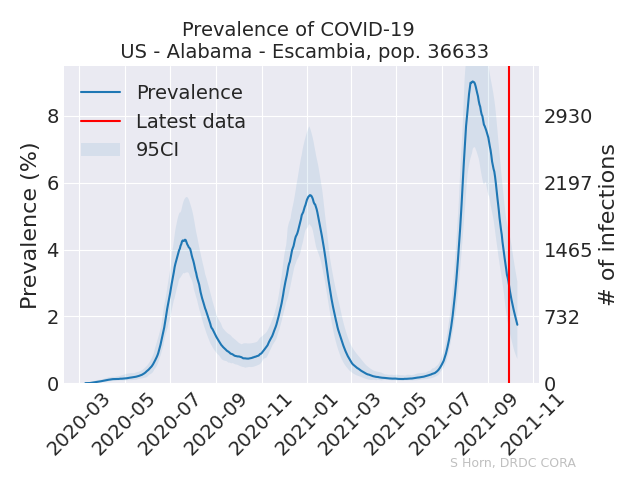 Prevalence of COVID-19
US - Alabama - Escambia, pop. 36633
Prevalence
Latest data
95CI
Prevalence (%)
8
6
4
2
0
# of infections
2930
2197
1465
732
0
2020-03
2020-05
2020-07
2020-09
2020-11
2021-01
2021-03
2021-05
2021-07
2021-09
2021-11
S Horn, DRDC CORA